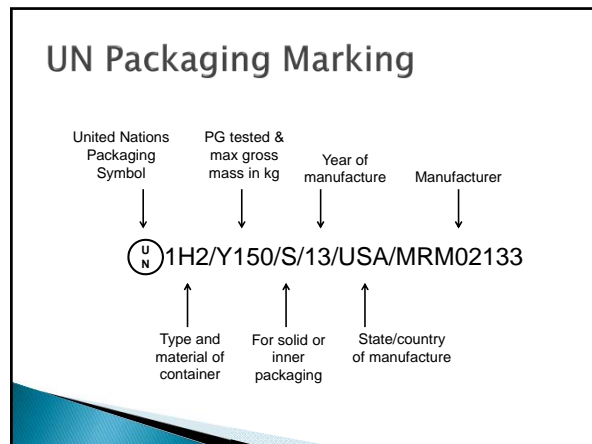 UN Packaging Marking
United Nations
Packaging
Symbol
PG tested &
max gross
mass in kg
Year of
manufacture
Manufacturer
U
N
1H2/Y150/S/13/USA/MRM02133
Type and
material of
container
For solid or
inner
packaging
State/country
of manufacture